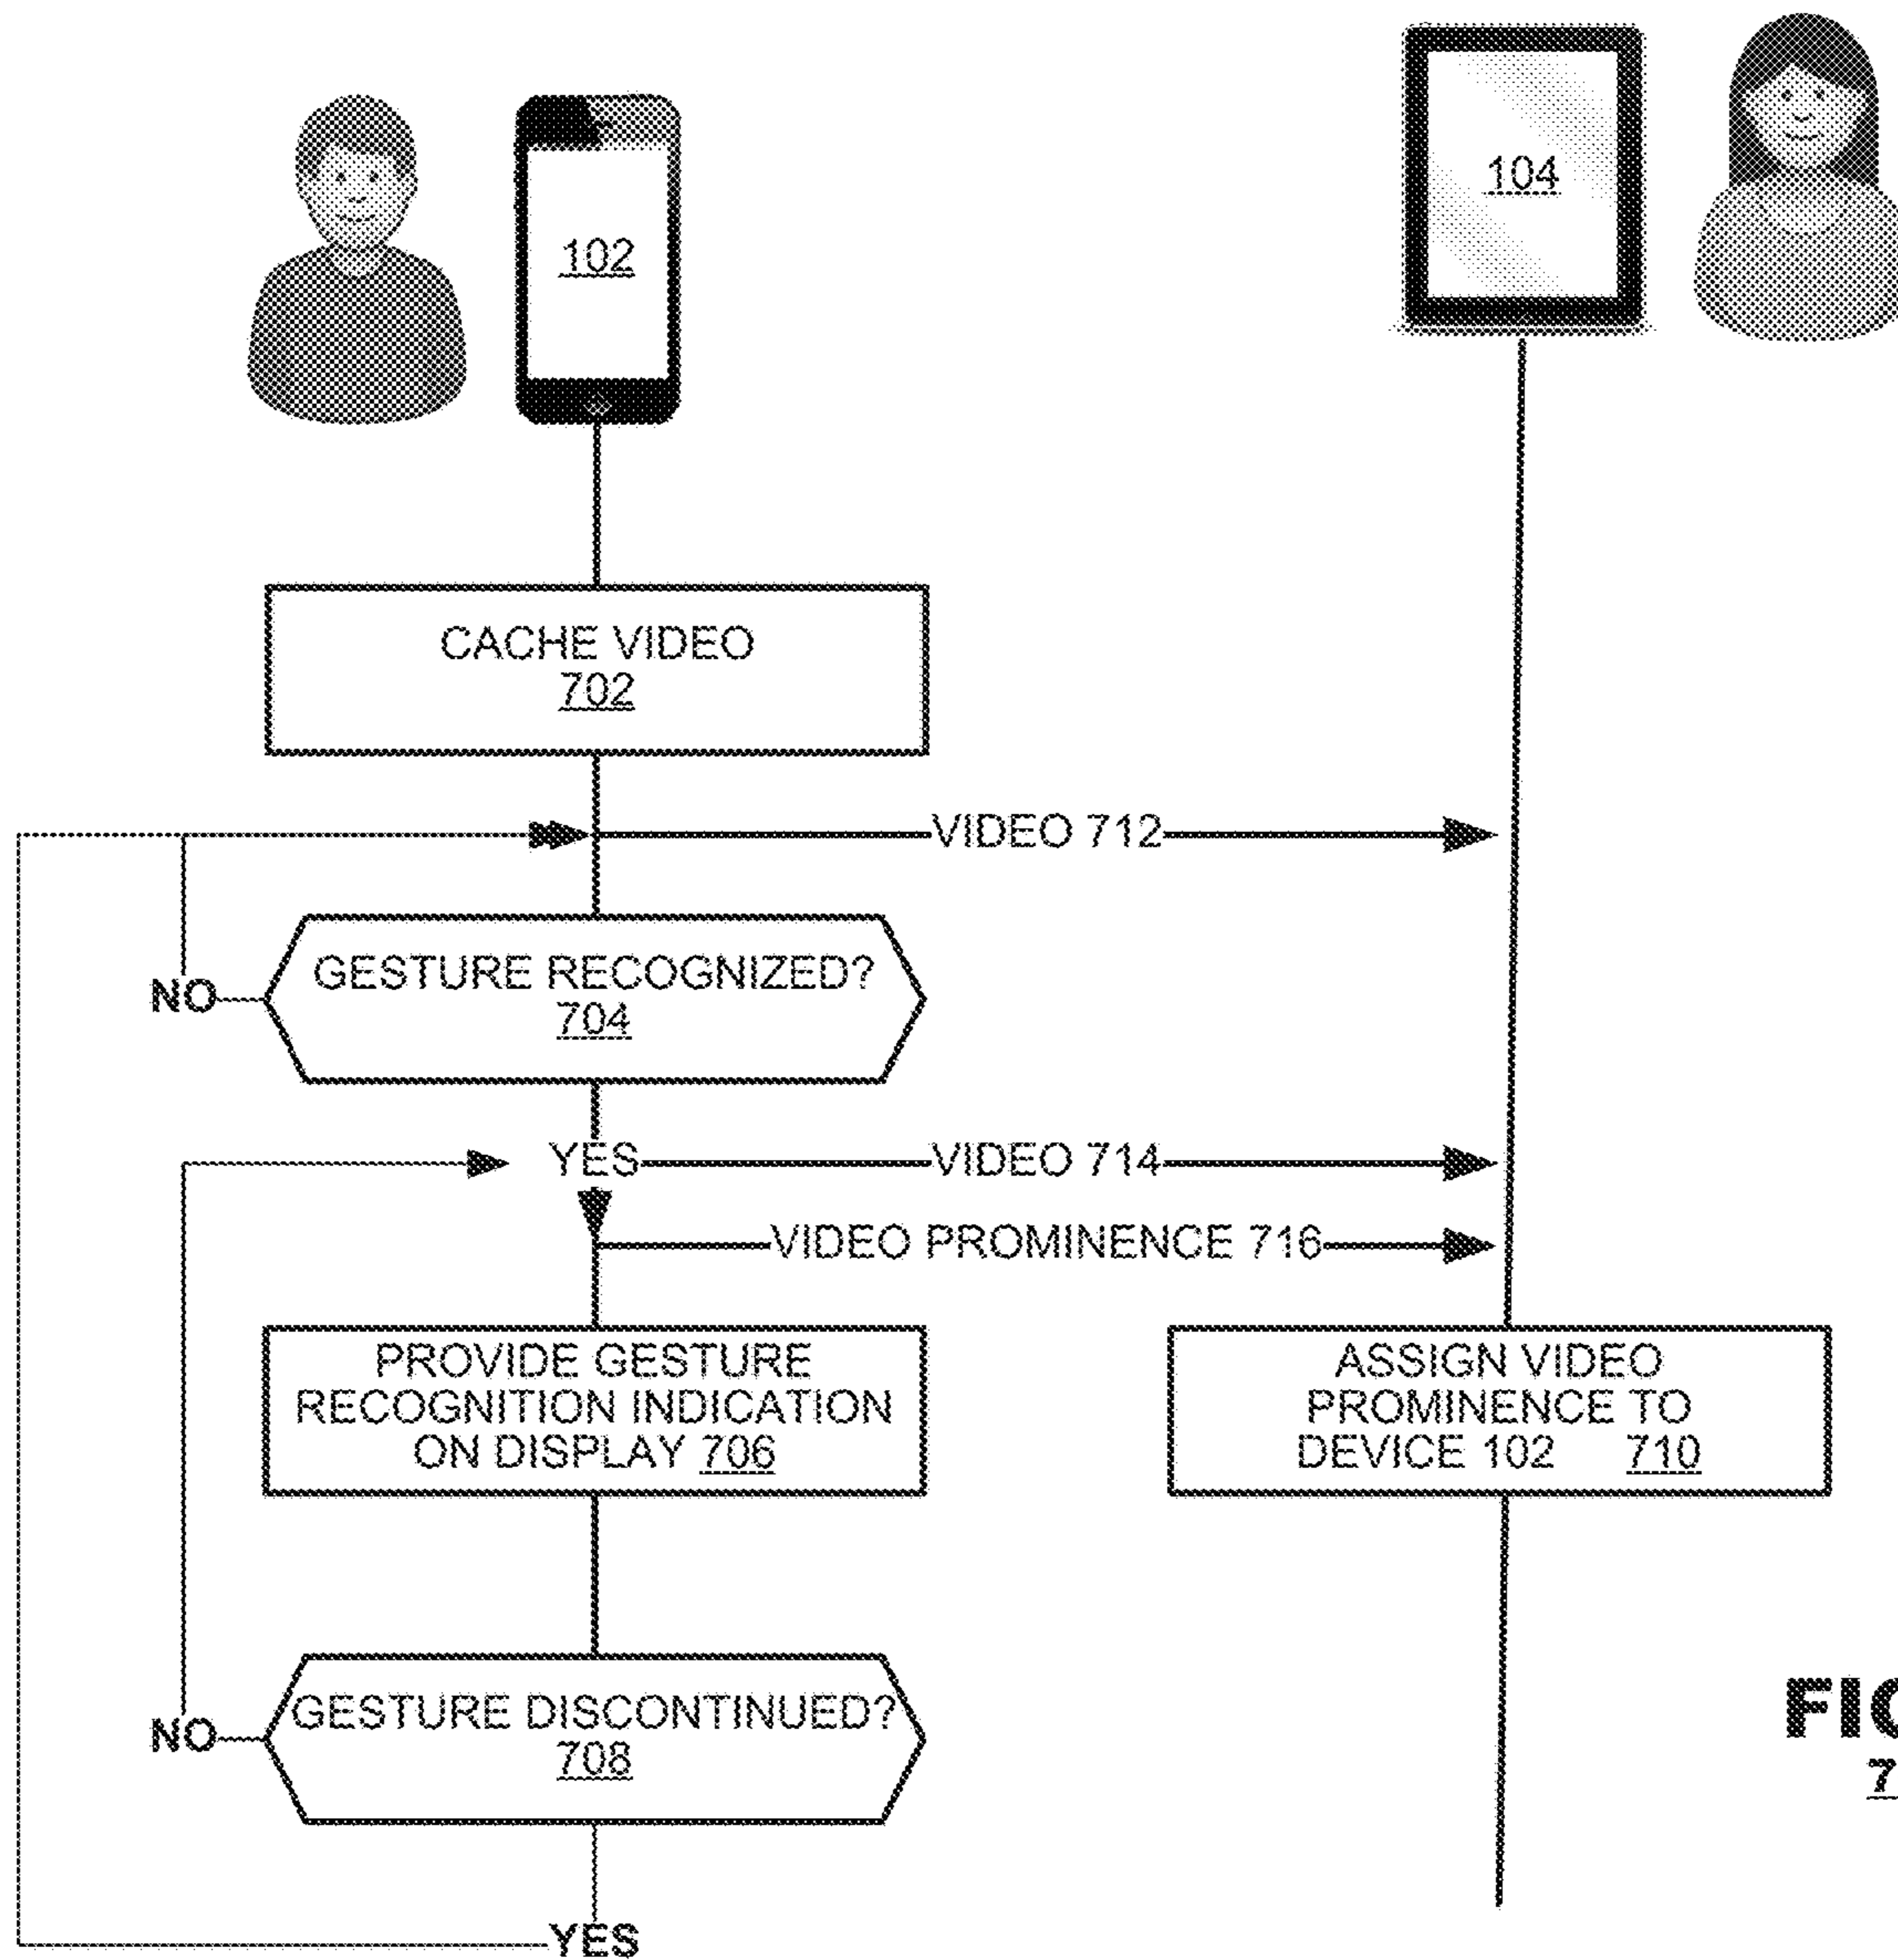 102
104
CACHE VIDEO
702
VIDEO 712
GESTURE RECOGNIZED?
704
NO
YES
VIDEO 714
VIDEO PROMINENCE 716
PROVIDE GESTURE
RECOGNITION INDICATION
ON DISPLAY 706
ASSIGN VIDEO
PROMINENCE TO
DEVICE 102 710
GESTURE DISCONTINUED?
708
NO
YES